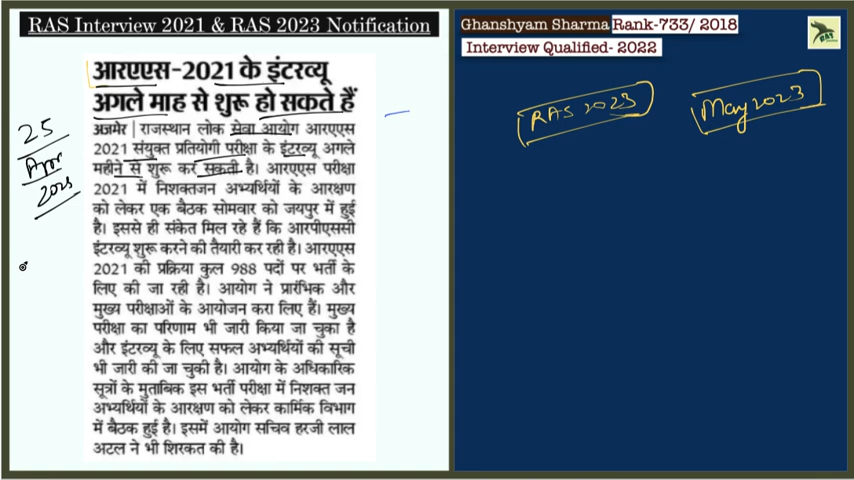 RAS Interview 2021 & RAS 2023 Notification
Ghanshyam Sharma Rank-733/ 2018
Interview Qualified- 2022
आरएएस-2021 के इंटरव्यू
अगले माह से शुरू हो सकते हैं
अजमेर | राजस्थान लोक सेवा आयोग आरएएस
2021 संयुक्त प्रतियोगी परीक्षा के इंटरव्यू अगले
महीने से शुरू कर सकती है। आरएएस परीक्षा
2021 में निशक्तजन अभ्यर्थियों के आरक्षण
को लेकर एक बैठक सोमवार को जयपुर में हुई
है। इससे ही संकेत मिल रहे हैं कि आरपीएससी
इंटरव्यू शुरू करने की तैयारी कर रही है। आरएएस
2021 की प्रक्रिया कुल 988 पदों पर भर्ती के
लिए की जा रही है। आयोग ने प्रारंभिक और
मुख्य परीक्षाओं के आयोजन करा लिए हैं। मुख्य
परीक्षा का परिणाम भी जारी किया जा चुका है
और इंटरव्यू के लिए सफल अभ्यर्थियों की सूची
भी जारी की जा चुकी है। आयोग के अधिकारिक
सूत्रों के मुताबिक इस भर्ती परीक्षा में निशक्त जन
अभ्यर्थियों के आरक्षण को लेकर कार्मिक विभाग
में बैठक हुई है। इसमें आयोग सचिव हरजी लाल
अटल ने भी शिरकत की है।
25
Apr
2023
RAS 2023
May 2023